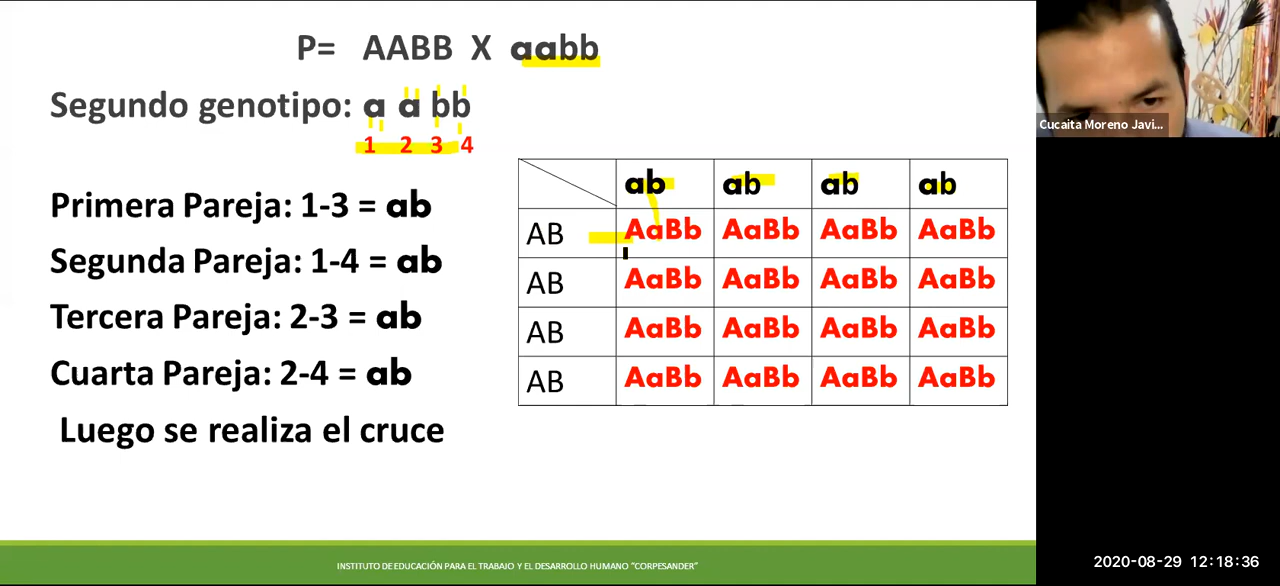 P= AABB X aabb
Segundo genotipo: a a bb
1 2 3 4
Primera Pareja: 1-3 = ab
Segunda Pareja: 1-4 = ab
Tercera Pareja: 2-3 = ab
Cuarta Pareja: 2-4 = ab
Luego se realiza el cruce
ab ab ab ab
AB AaBb AaBb AaBb AaBb
AB AaBb AaBb AaBb AaBb
AB AaBb AaBb AaBb AaBb
AB AaBb AaBb AaBb AaBb
INSTITUTO DE EDUCACIÓN PARA EL TRABAJO Y EL DESARROLLO HUMANO “CORPESANDER”
Cucaita Moreno Javi...
2020-08-29 12:18:36